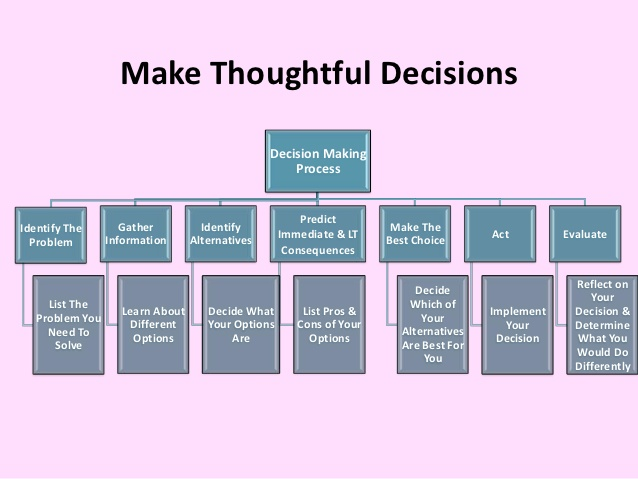 Make Thoughtful Decisions
Decision Making
Process
Identify The
Problem
Gather
Information
Identify
Alternatives
Predict
Immediate & LT
Consequences
Make The
Best Choice
Act
Evaluate
List The
Problem You
Need To
Solve
Learn About
Different
Options
Decide What
Your Options
Are
List Pros &
Cons of Your
Options
Decide
Which of
Your
Alternatives
Are Best For
You
Implement
Your
Decision
Reflect on
Your
Decision &
Determine
What You
Would Do
Differently